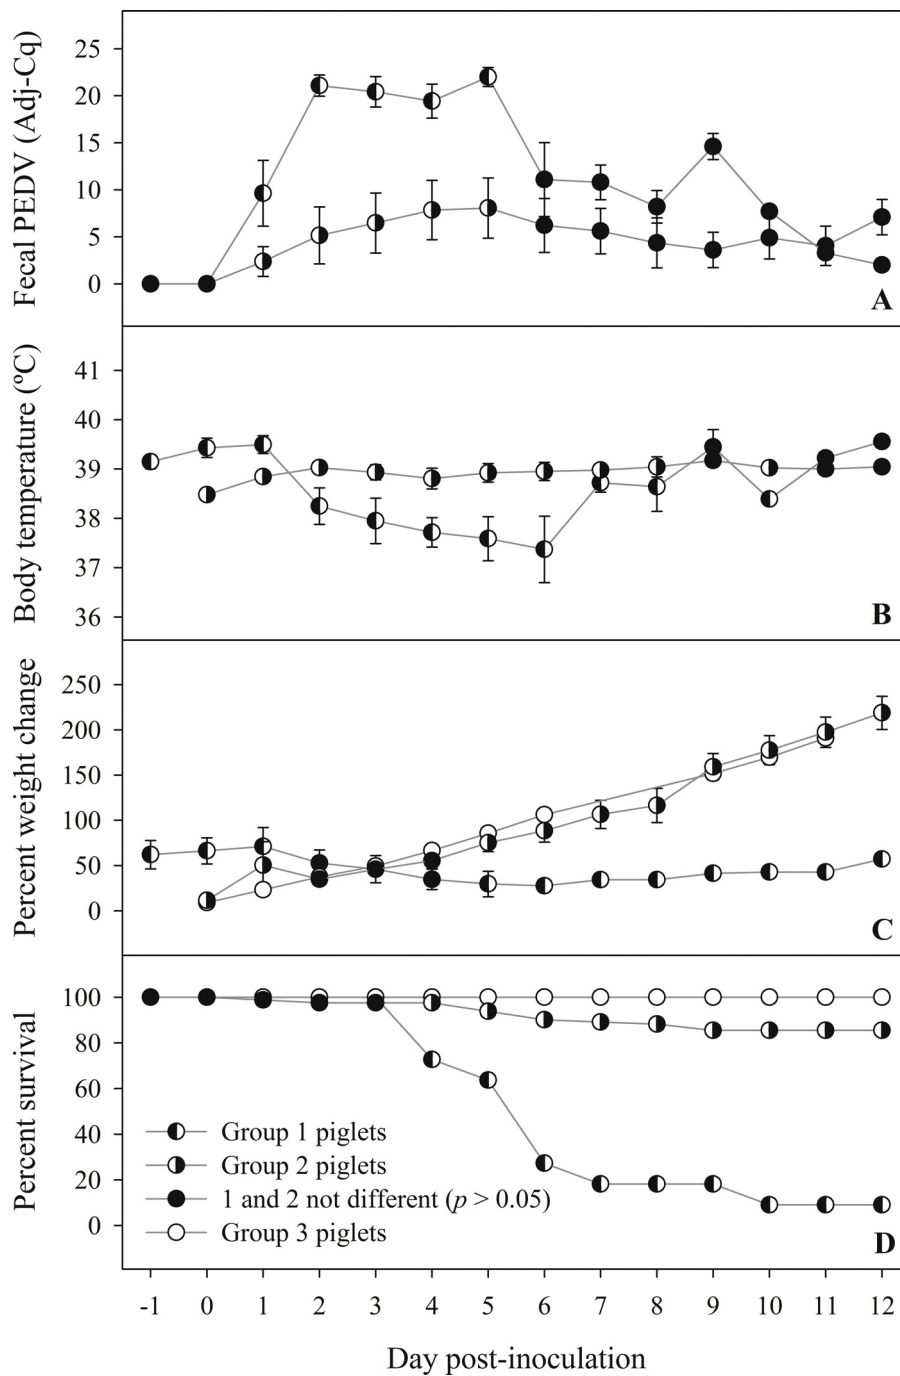 Fecal PEDV (Adj-Cq)
25
20
15
10
5
0
A
Body temperature (ºC)
41
40
39
38
37
36
B
Percent weight change
250
200
150
100
50
0
C
Percent survival
100
80
60
40
20
0
Group 1 piglets
Group 2 piglets
1 and 2 not different (p > 0.05)
Group 3 piglets
D
-1 0 1 2 3 4 5 6 7 8 9 10 11 12
Day post-inoculation